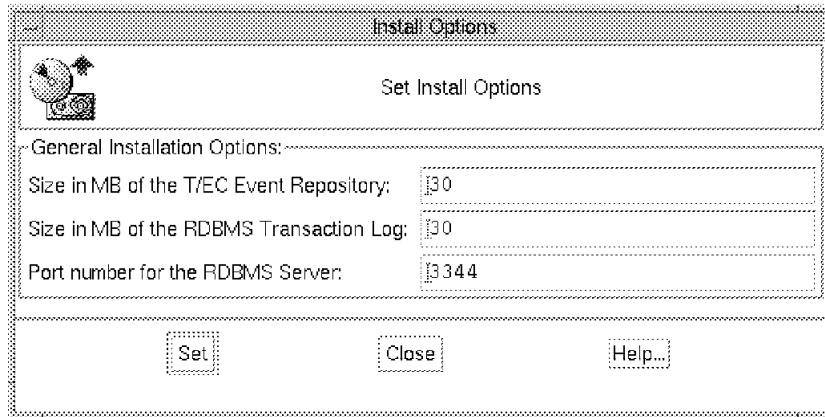 Install Options
Set Install Options
General Installation Options:
Size in MB of the T/EC Event Repository: 30
Size in MB of the RDBMS Transaction Log: 30
Port number for the RDBMS Server: 3344
Set Close Help...